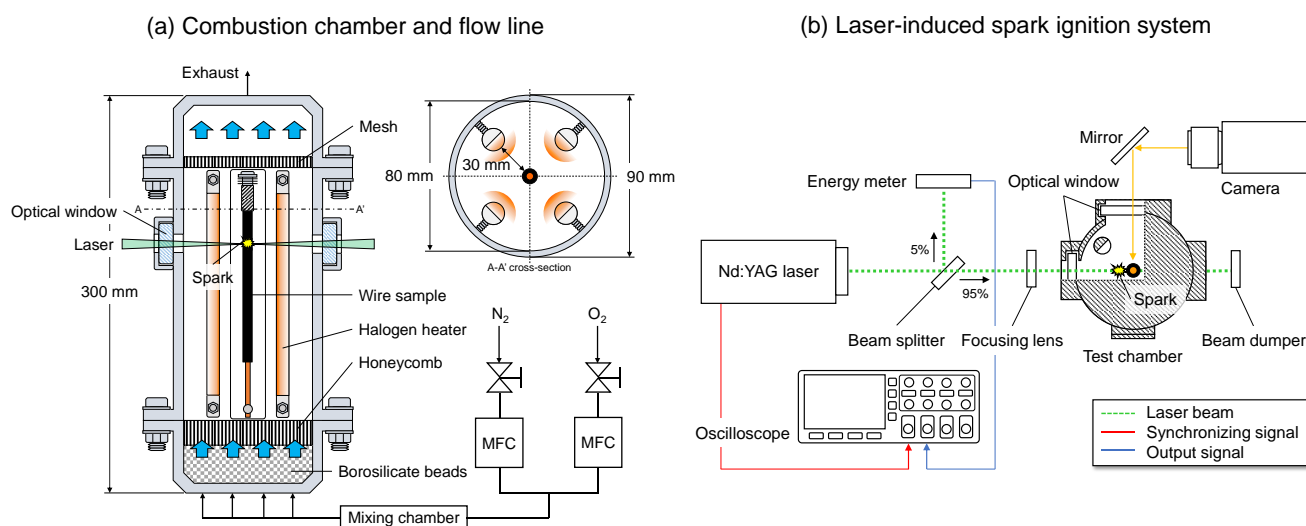 (a) Combustion chamber and flow line
Exhaust
Mesh
Optical window
A
A'
Laser
Spark
300 mm
Wire sample
Halogen heater
Honeycomb
Borosilicate beads
Mixing chamber
80 mm
30 mm
90 mm
A-A' cross-section
N2
O2
MFC
MFC
(b) Laser-induced spark ignition system
Mirror
Camera
Energy meter
Optical window
Nd:YAG laser
5%
95%
Spark
Beam splitter
Focusing lens
Test chamber
Beam dumper
Oscilloscope
Laser beam
Synchronizing signal
Output signal